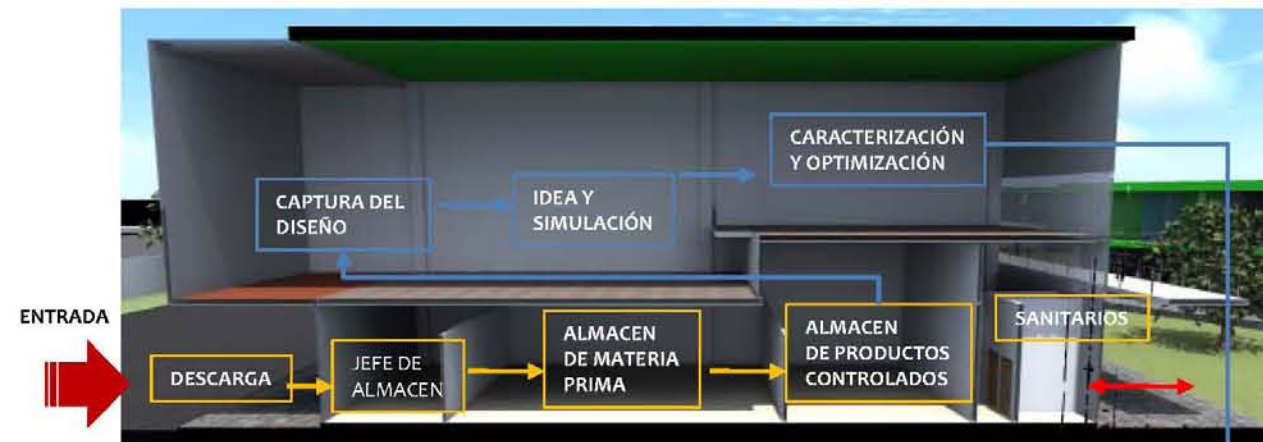 CARACTERIZACIÓN
Y OPTIMIZACIÓN
IDEA Y
SIMULACIÓN
CAPTURA DEL
DISEÑO
ENTRADA
DESCARGA
JEFE DE
ALMACEN
ALMACEN
DE MATERIA
PRIMA
ALMACEN
DE PRODUCTOS
CONTROLADOS
SANITARIOS